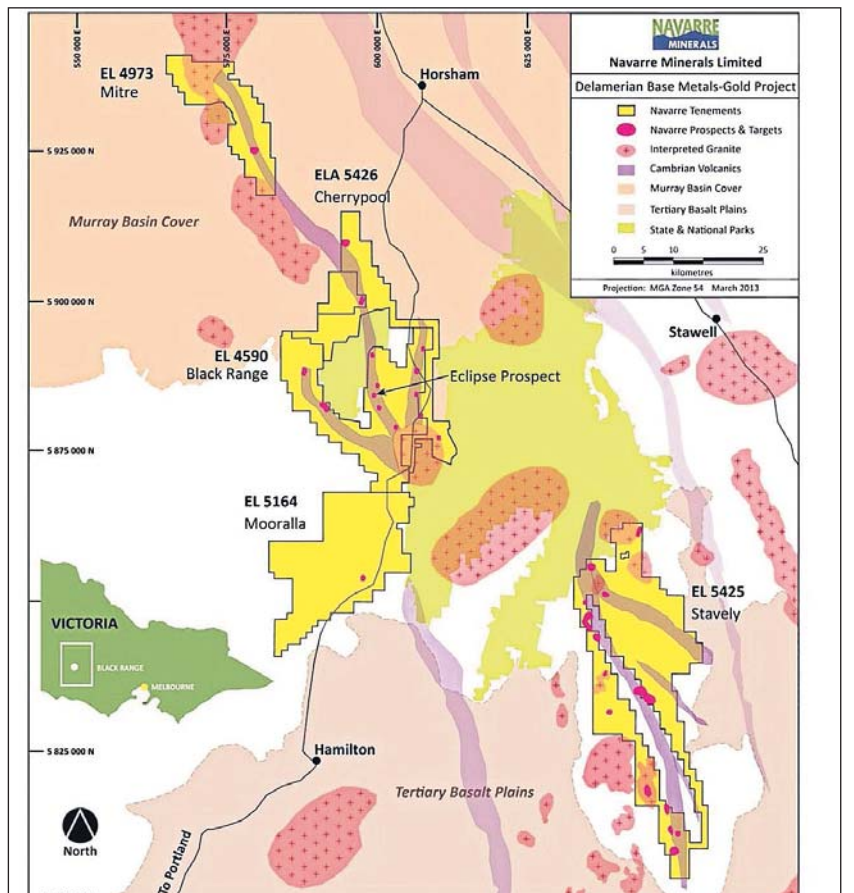 550 000 E
575 000 E
600 000 E
625 000 E
NAVARRE
MINERALS
Navarre Minerals Limited
Delamerian Base Metals-Gold Project
Navarre Tenements
Navarre Prospects & Targets
Interpreted Granite
Cambrian Volcanics
Murray Basin Cover
Tertiary Basalt Plains
State & National Parks
0 5 10 25
kilometres
Projection: MGA Zone 54 March 2013
EL 4973
Mitre
Horsham
5 925 000 N
ELA 5426
Cherrypool
Murray Basin Cover
5 900 000 N
Stawell
EL 4590
Black Range
Eclipse Prospect
5 875 000 N
EL 5164
Mooralla
EL 5425
Stavely
VICTORIA
BLACK RANGE
MELBOURNE
5 825 000 N
Hamilton
Tertiary Basalt Plains
North
To Portland